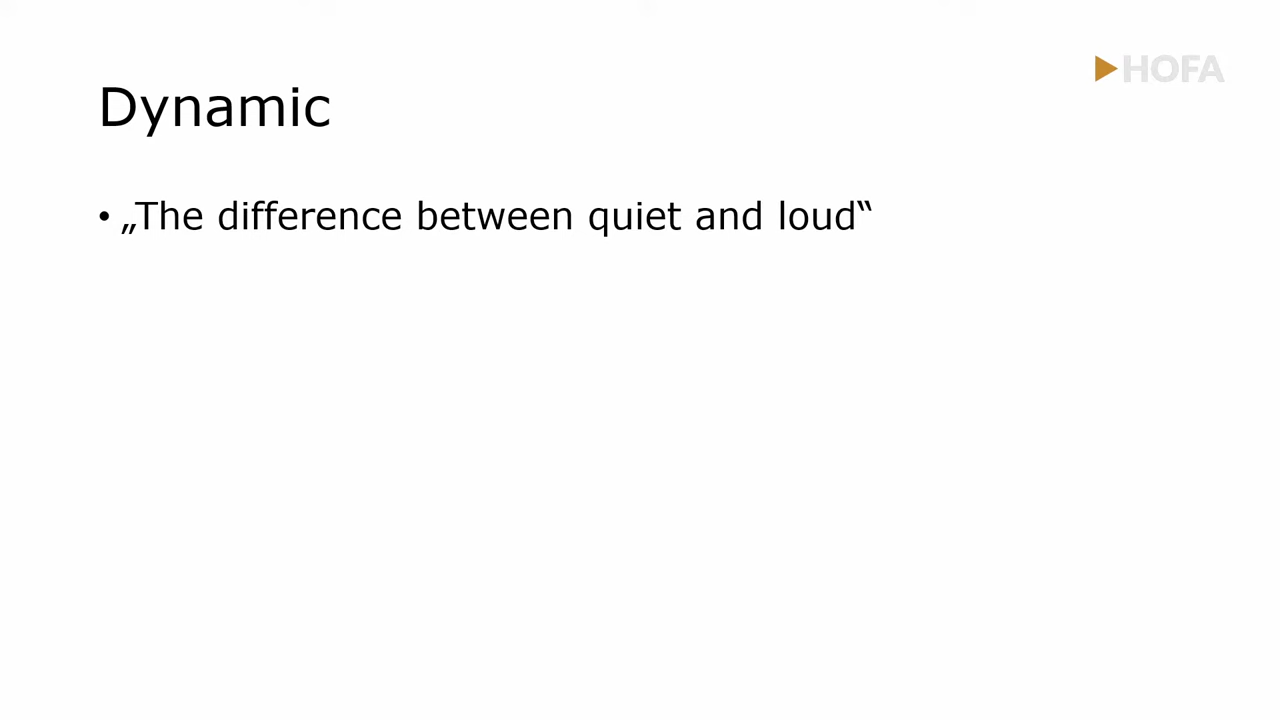 HOFA
Dynamic
• „The difference between quiet and loud“